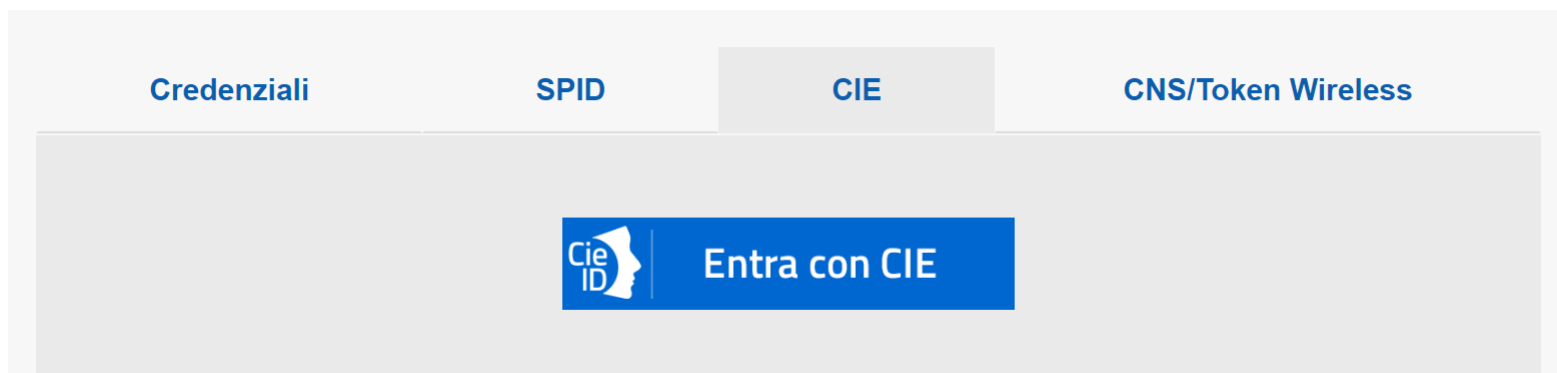 Credenziali SPID CIE CNS/Token Wireless
Cie
ID
Entra con CIE